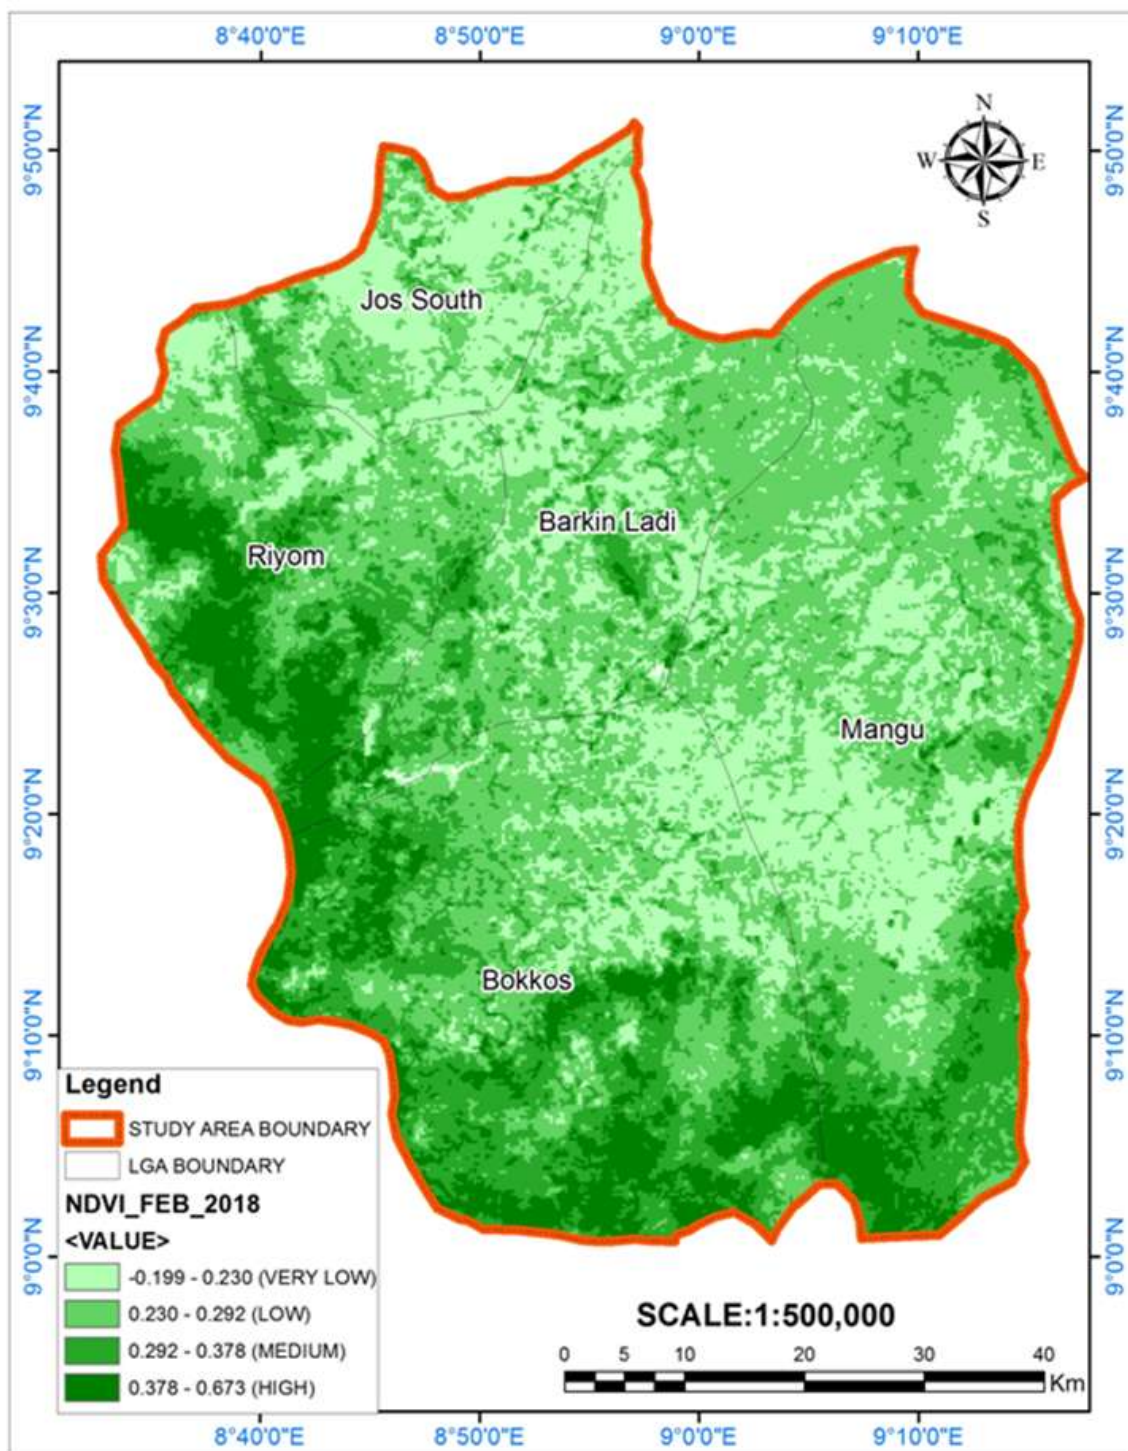 8°40'0"E 8°50'0"E 9°0'0"E 9°10'0"E
N
W E
S
9°50'0"N 9°50'0"N
Jos South
9°40'0"N 9°40'0"N
Barkin Ladi
Riyom
9°30'0"N 9°30'0"N
Mangu
9°20'0"N 9°20'0"N
Bokkos
9°10'0"N 9°10'0"N
Legend
STUDY AREA BOUNDARY
LGA BOUNDARY
NDVI_FEB_2018
<VALUE>
9°0'0"N 9°0'0"N
-0.199 - 0.230 (VERY LOW)
0.230 - 0.292 (LOW)
0.292 - 0.378 (MEDIUM)
0.378 - 0.673 (HIGH)
SCALE:1:500,000
0 5 10 20 30 40
Km
8°40'0"E 8°50'0"E 9°0'0"E 9°10'0"E